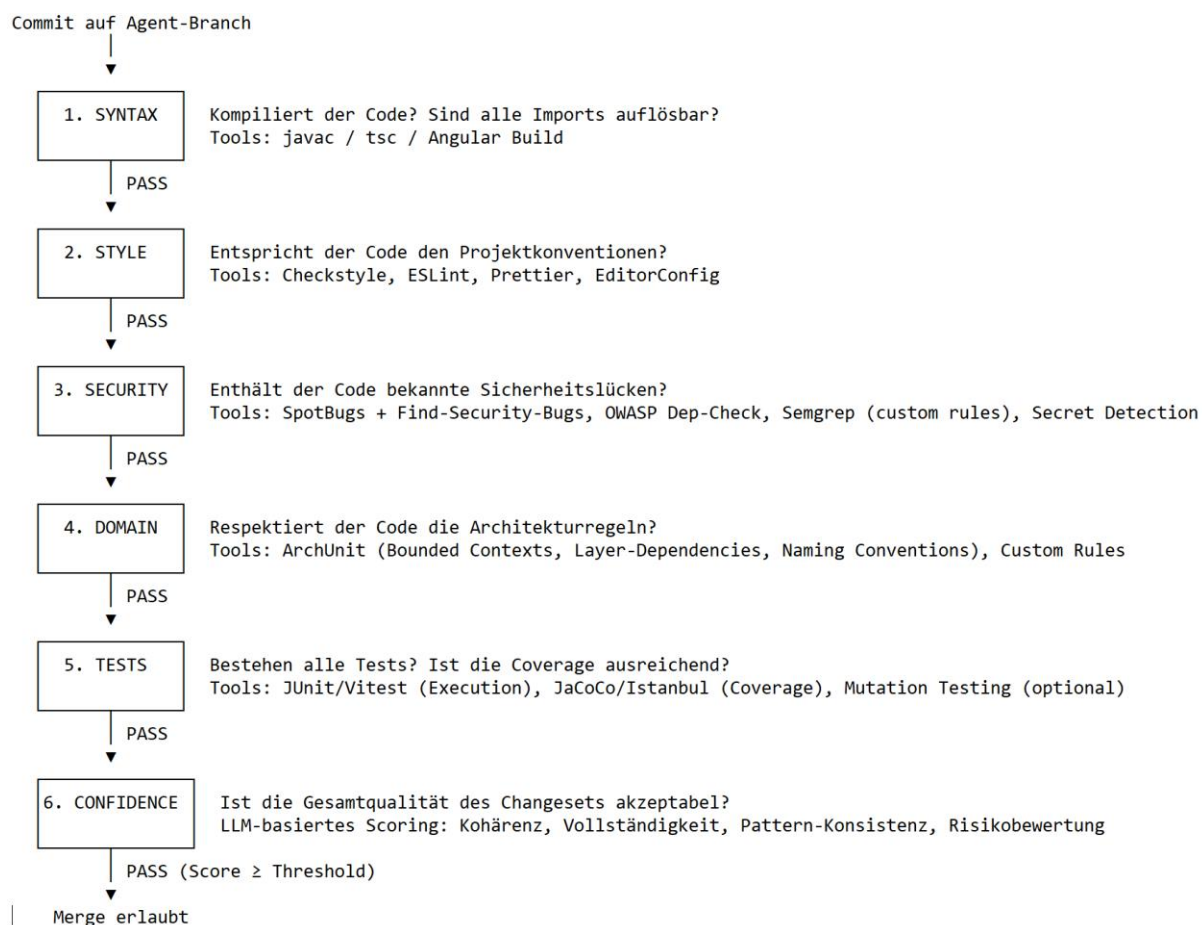 Commit auf Agent-Branch
1. SYNTAX
Kompiliert der Code? Sind alle Imports auflösbar?
Tools: javac / tsc / Angular Build
PASS
2. STYLE
Entspricht der Code den Projektkonventionen?
Tools: Checkstyle, ESLint, Prettier, EditorConfig
PASS
3. SECURITY
Enthält der Code bekannte Sicherheitslücken?
Tools: SpotBugs + Find-Security-Bugs, OWASP Dep-Check, Semgrep (custom rules), Secret Detection
PASS
4. DOMAIN
Respektiert der Code die Architekturregeln?
Tools: ArchUnit (Bounded Contexts, Layer-Dependencies, Naming Conventions), Custom Rules
PASS
5. TESTS
Bestehen alle Tests? Ist die Coverage ausreichend?
Tools: JUnit/Vitest (Execution), JaCoCo/Istanbul (Coverage), Mutation Testing (optional)
PASS
6. CONFIDENCE
Ist die Gesamtqualität des Changesets akzeptabel?
LLM-basiertes Scoring: Kohärenz, Vollständigkeit, Pattern-Konsistenz, Risikobewertung
PASS (Score ≥ Threshold)
Merge erlaubt